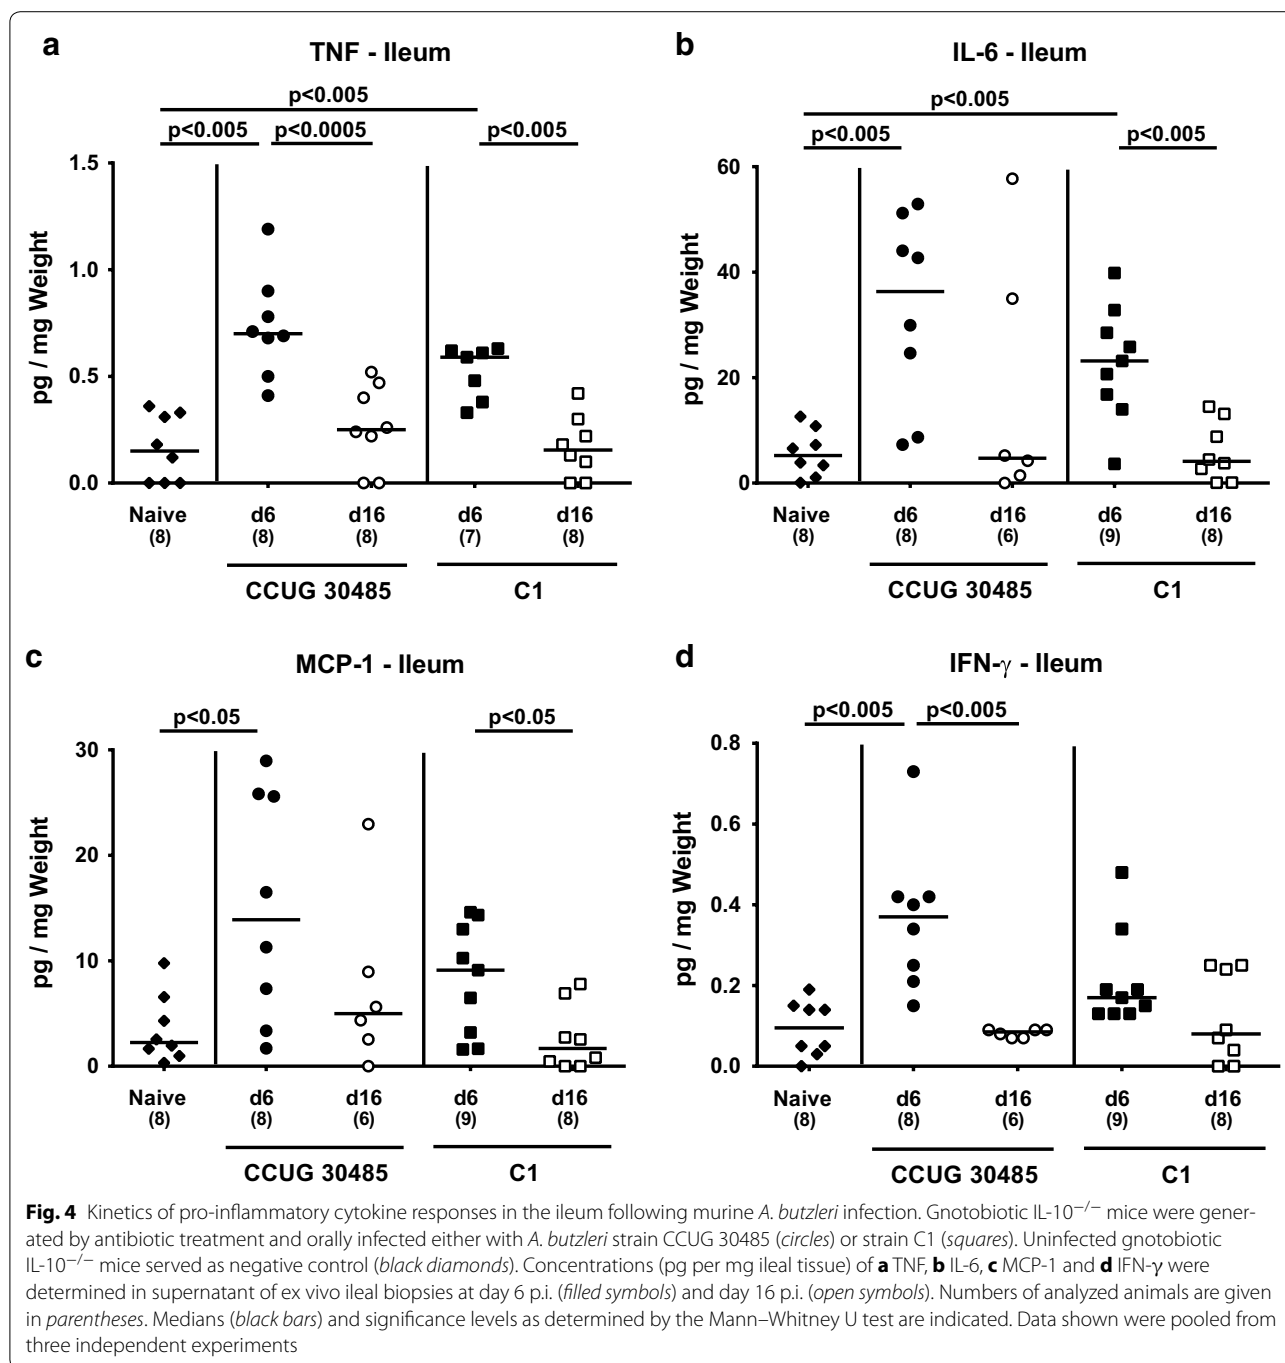 a
TNF - Ileum
p<0.005
p<0.005 p<0.0005 p<0.005
pg / mg Weight
1.5
1.0
0.5
0.0
Naive d6 d16 d6 d16
(8) (8) (8) (7) (8)
CCUG 30485 C1
b
IL-6 - Ileum
p<0.005
p<0.005 p<0.005
pg / mg Weight
60
40
20
0
Naive d6 d16 d6 d16
(8) (8) (6) (9) (8)
CCUG 30485 C1
c
MCP-1 - Ileum
p<0.05 p<0.05
pg / mg Weight
30
20
10
0
Naive d6 d16 d6 d16
(8) (8) (6) (9) (8)
CCUG 30485 C1
d
IFN-γ - Ileum
p<0.005 p<0.005
pg / mg Weight
0.8
0.6
0.4
0.2
0.0
Naive d6 d16 d6 d16
(8) (8) (6) (9) (8)
CCUG 30485 C1
Fig. 4 Kinetics of pro-inflammatory cytokine responses in the ileum following murine A. butzleri infection. Gnotobiotic IL-10−/− mice were gener-
ated by antibiotic treatment and orally infected either with A. butzleri strain CCUG 30485 (circles) or strain C1 (squares). Uninfected gnotobiotic
IL-10−/− mice served as negative control (black diamonds). Concentrations (pg per mg ileal tissue) of a TNF, b IL-6, c MCP-1 and d IFN-γ were
determined in supernatant of ex vivo ileal biopsies at day 6 p.i. (filled symbols) and day 16 p.i. (open symbols). Numbers of analyzed animals are given
in parentheses. Medians (black bars) and significance levels as determined by the Mann–Whitney U test are indicated. Data shown were pooled from
three independent experiments